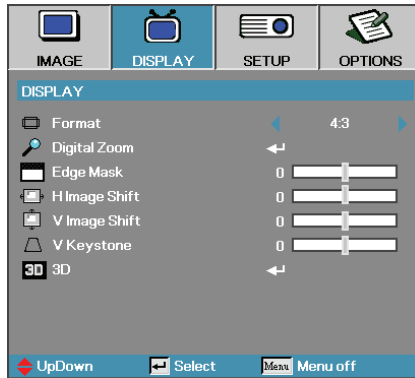 IMAGE DISPLAY SETUP OPTIONS
DISPLAY
Format 4:3
Digital Zoom
Edge Mask 0
H Image Shift 0
V Image Shift 0
V Keystone 0
3D 3D
UpDown Select Menu Menu off